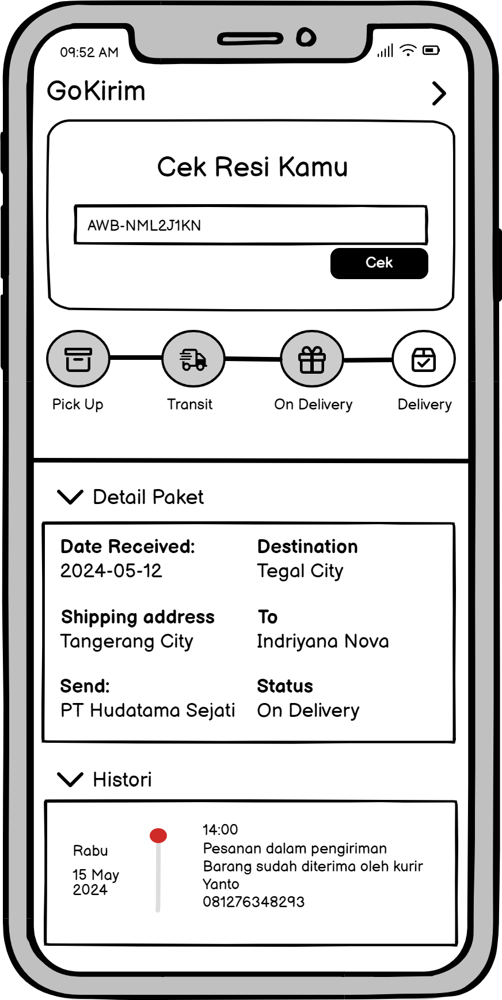 09:52 AM
GoKirim
Cek Resi Kamu
AWB-NML2J1KN
Cek
Pick Up
Transit
On Delivery
Delivery
Detail Paket
Date Received:
2024-05-12
Destination
Tegal City
Shipping address
Tangerang City
To
Indriyana Nova
Send:
PT Hudatama Sejati
Status
On Delivery
Histori
Rabu
15 May
2024
14:00
Pesanan dalam pengiriman
Barang sudah diterima oleh kurir
Yanto
081276348293